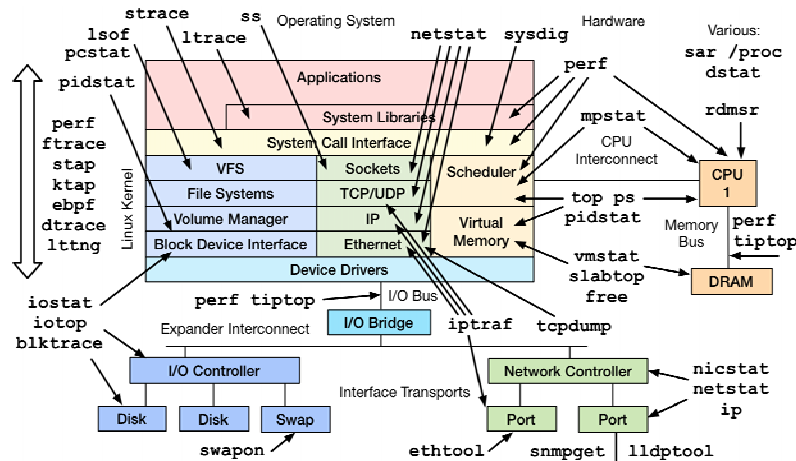 strace
ss
Operating System
Hardware
lsof
pcstat
ltrace
netstat
sysdig
Various:
sar /proc
dstat
pidstat
Applications
perf
System Libraries
rdmsr
perf
ftrace
stap
ktap
ebpf
dtrace
lttng
Linux Kernel
System Call Interface
mpstat
CPU
Interconnect
VFS
Sockets
Scheduler
CPU
1
File Systems
TCP/UDP
top ps
pidstat
Volume Manager
IP
Virtual
Memory
Memory
Bus
perf
tiptop
Block Device Interface
Ethernet
vmstat
slabtop
free
Device Drivers
DRAM
iostat
iotop
blktrace
perf tiptop
I/O Bus
Expander Interconnect
I/O Bridge
iptraf
tcpdump
I/O Controller
Interface Transports
Network Controller
nicstat
netstat
ip
Disk
Disk
Swap
Port
Port
swapon
ethtool
snmpget
lldptool